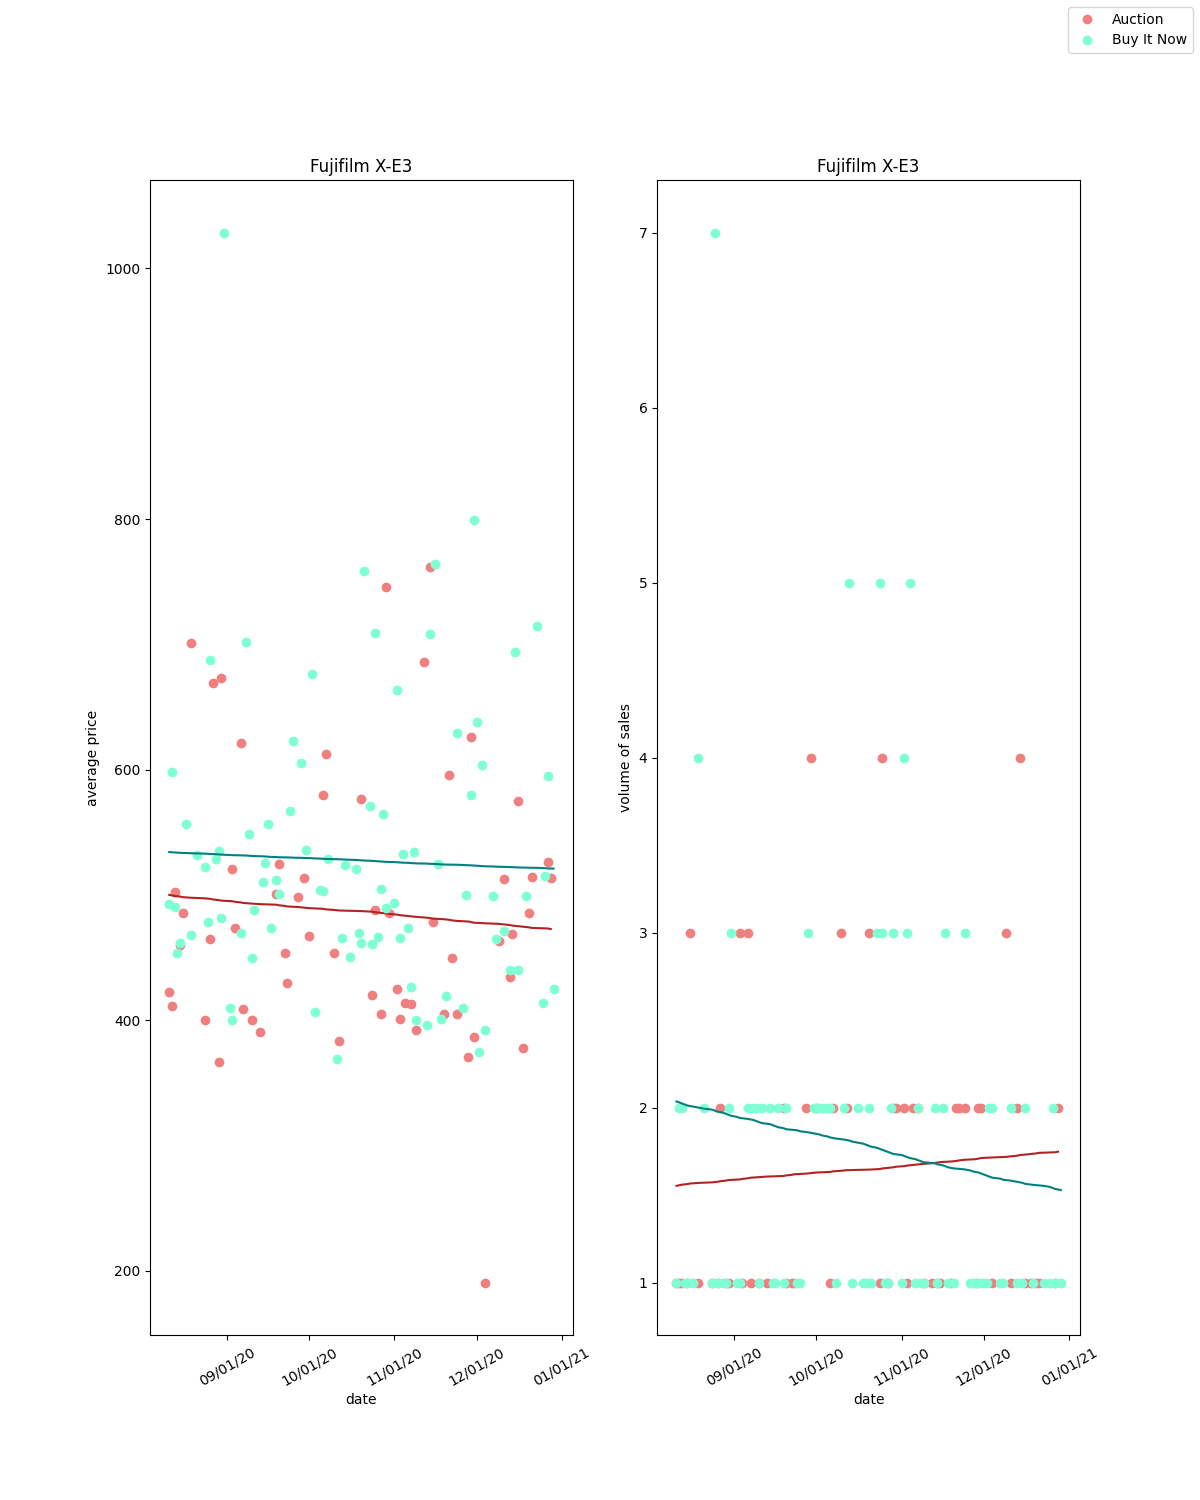 Auction
Buy It Now
Fujifilm X-E3
1000
800
600
400
200
average price
09/01/20
10/01/20
11/01/20
12/01/20
01/01/21
date
Fujifilm X-E3
7
6
5
4
3
2
1
volume of sales
09/01/20
10/01/20
11/01/20
12/01/20
01/01/21
date